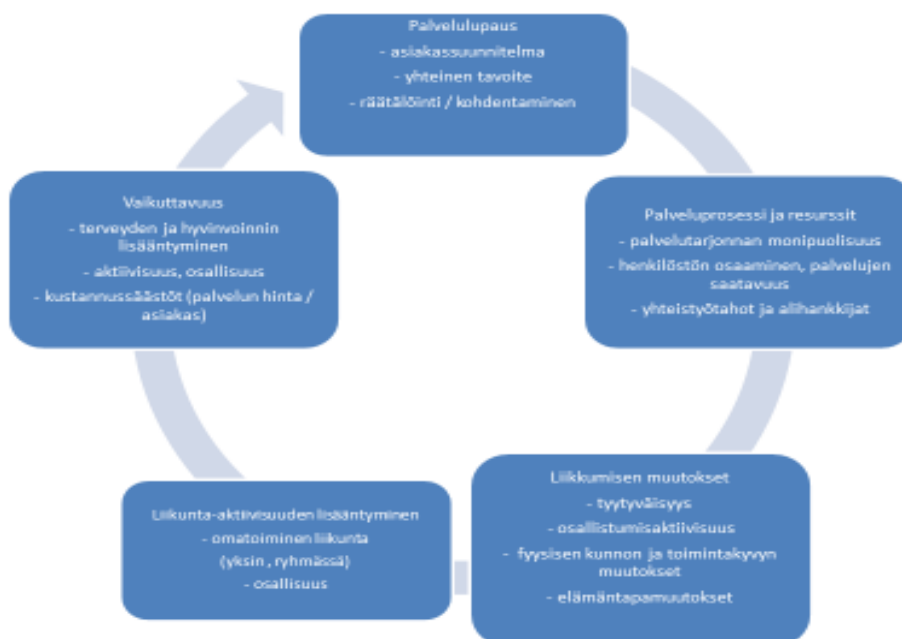 Palvelulupaus
- asiakassuunnitelma
- yhteinen tavoite
- räätälöinti / kohdentaminen
Palveluprosessi ja resurssit
- palvelutarjonnan monipuolisuus
- henkilöstön osaaminen, palvelujen
saatavuus
- yhteistyötahot ja alihankkijat
Liikkumisen muutokset
- tyytyväisyys
- osallistumisaktiivisuus
- fyysisen kunnon ja toimintakyvyn
muutokset
- elämäntapamuutokset
Liikunta-aktiivisuuden lisääntyminen
- omatoiminen liikunta
(yksin , ryhmässä)
- osallisuus
Vaikuttavuus
- terveyden ja hyvinvoinnin
lisääntyminen
- aktiivisuus, osallisuus
- kustannussäästöt (palvelun hinta /
asiakas)